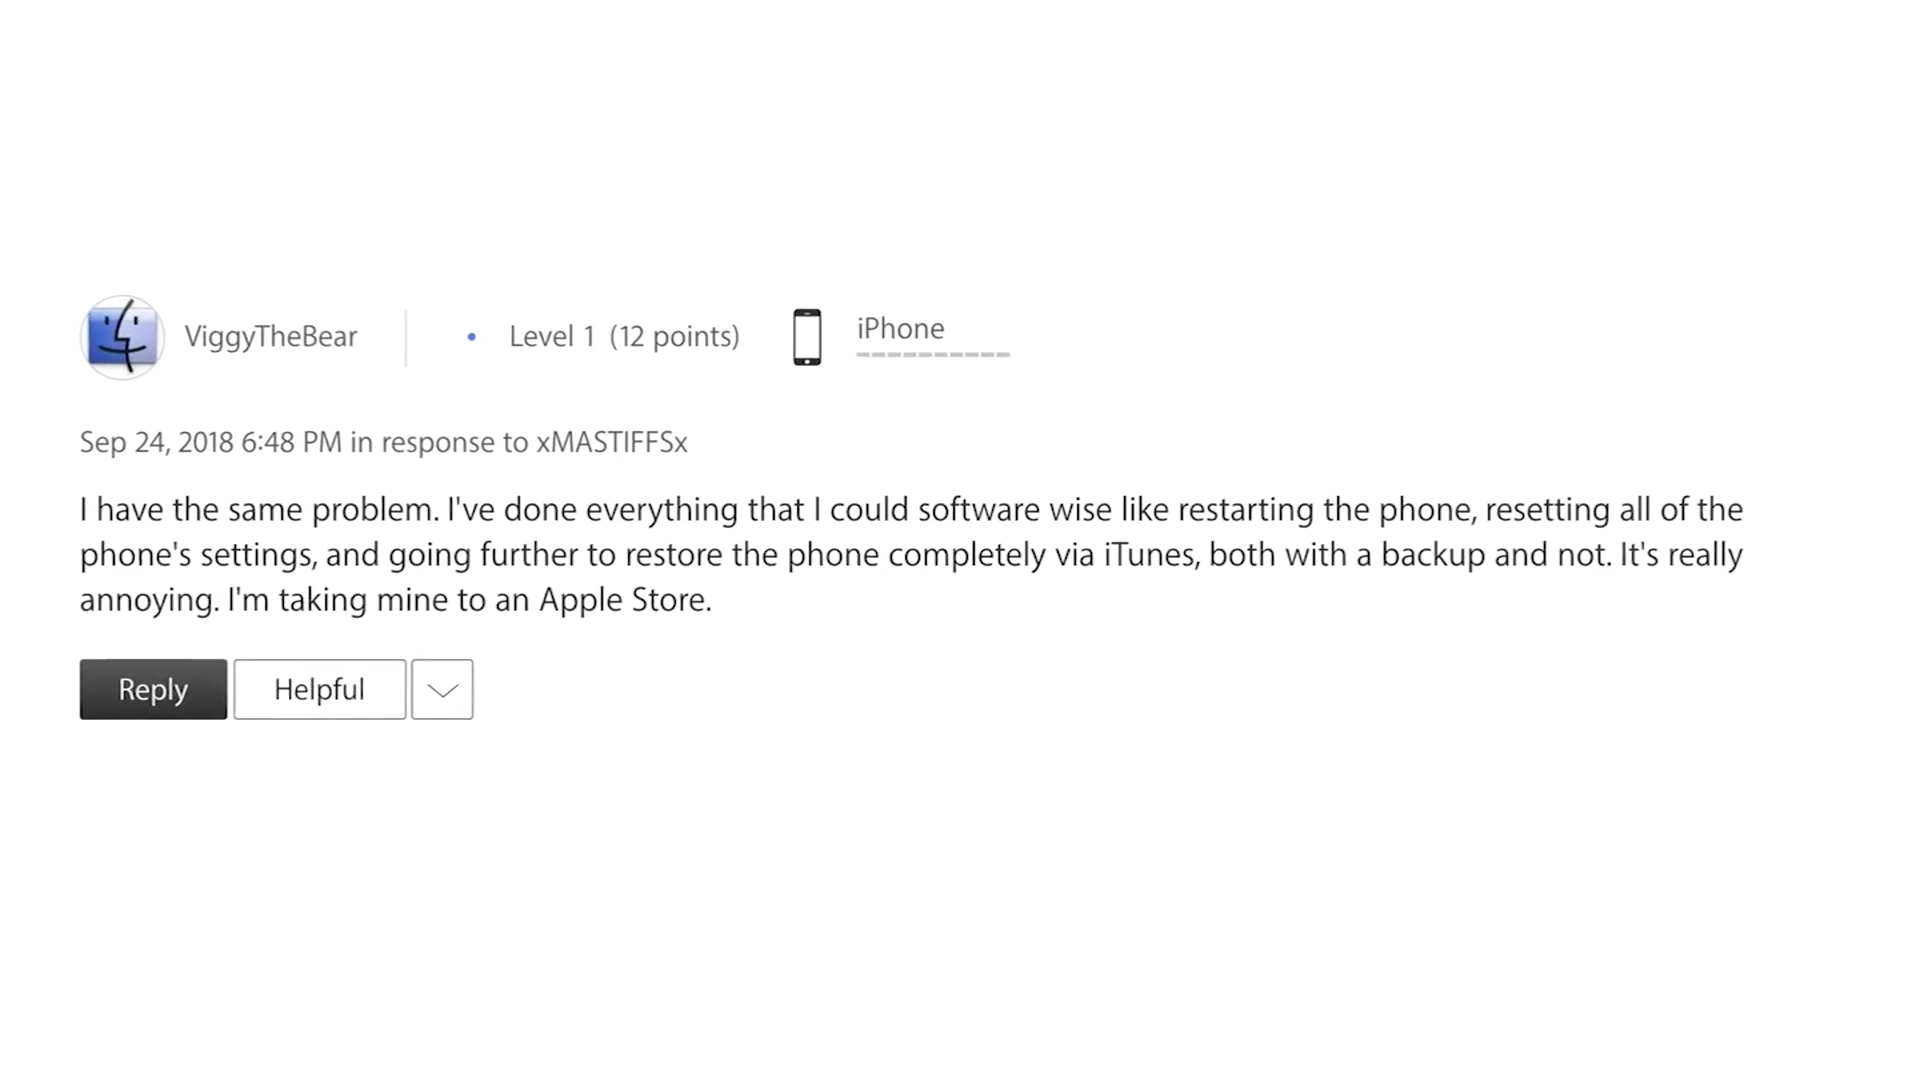 ViggyTheBear
Level 1 (12 points)
iPhone
Sep 24, 2018 6:48 PM in response to xMASTIFFSx
I have the same problem. I've done everything that I could software wise like restarting the phone, resetting all of the
phone's settings, and going further to restore the phone completely via iTunes, both with a backup and not. It's really
annoying. I'm taking mine to an Apple Store.
Reply
Helpful